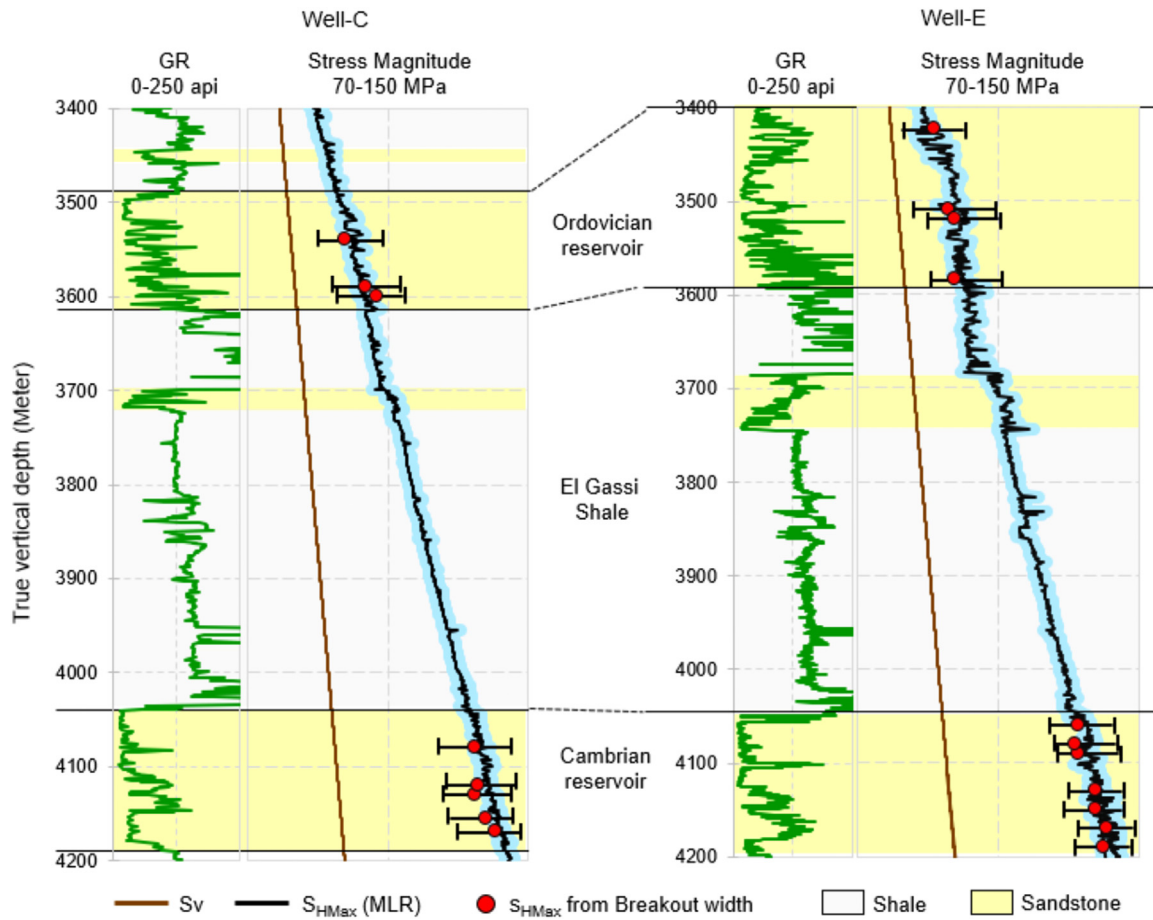 Well-C
Well-E
GR
0-250 api
Stress Magnitude
70-150 MPa
GR
0-250 api
Stress Magnitude
70-150 MPa
True vertical depth (Meter)
3400
3500
3600
3700
3800
3900
4000
4100
4200
Ordovician
reservoir
El Gassi
Shale
Cambrian
reservoir
3400
3500
3600
3700
3800
3900
4000
4100
4200
Sv
SHMax (MLR)
SHMax from Breakout width
Shale
Sandstone